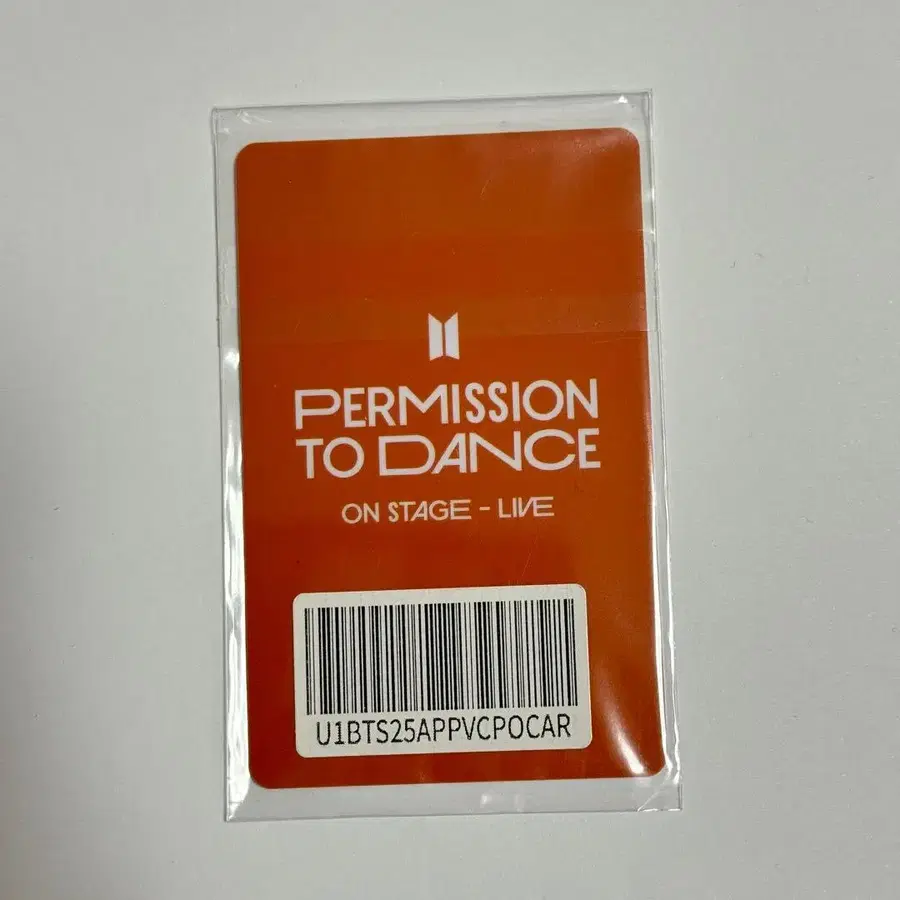 PERMISSION
TO DANCE
ON STAGE - LIVE
U1BTS25APPVCPOCAR